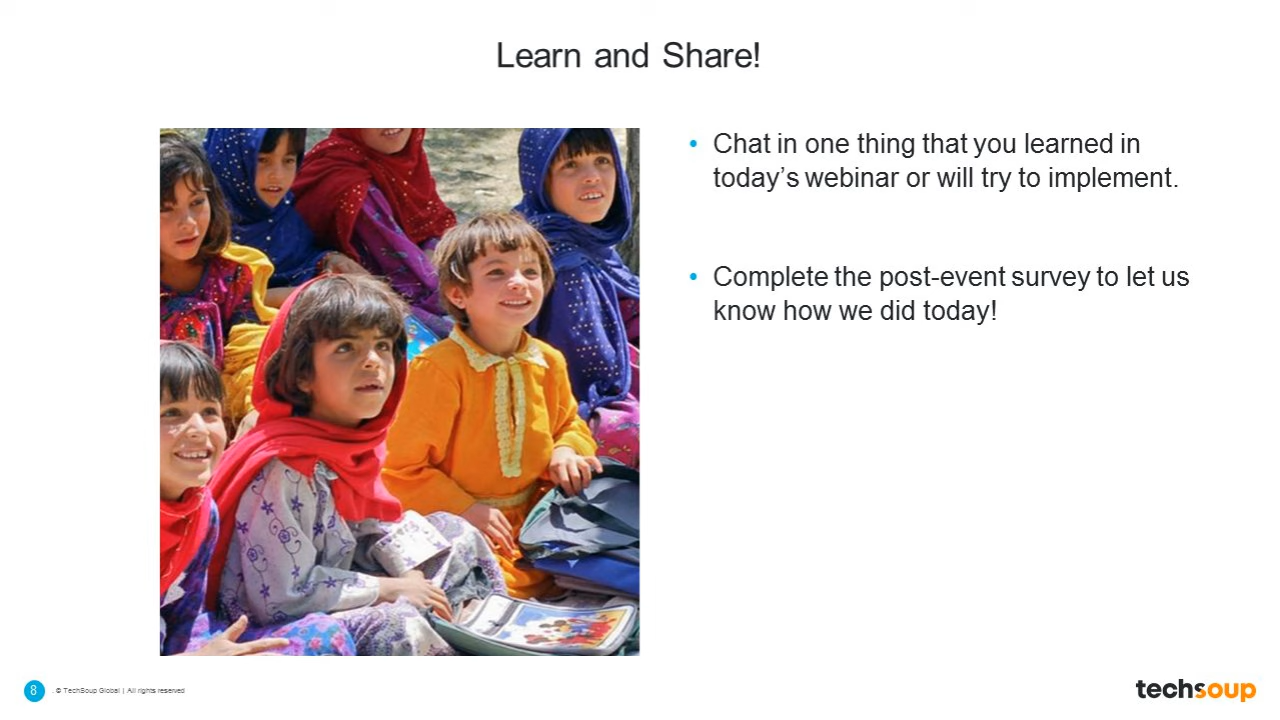 Learn and Share!
• Chat in one thing that you learned in
today’s webinar or will try to implement.
• Complete the post-event survey to let us
know how we did today!
8
. © TechSoup Global | All rights reserved
techsoup